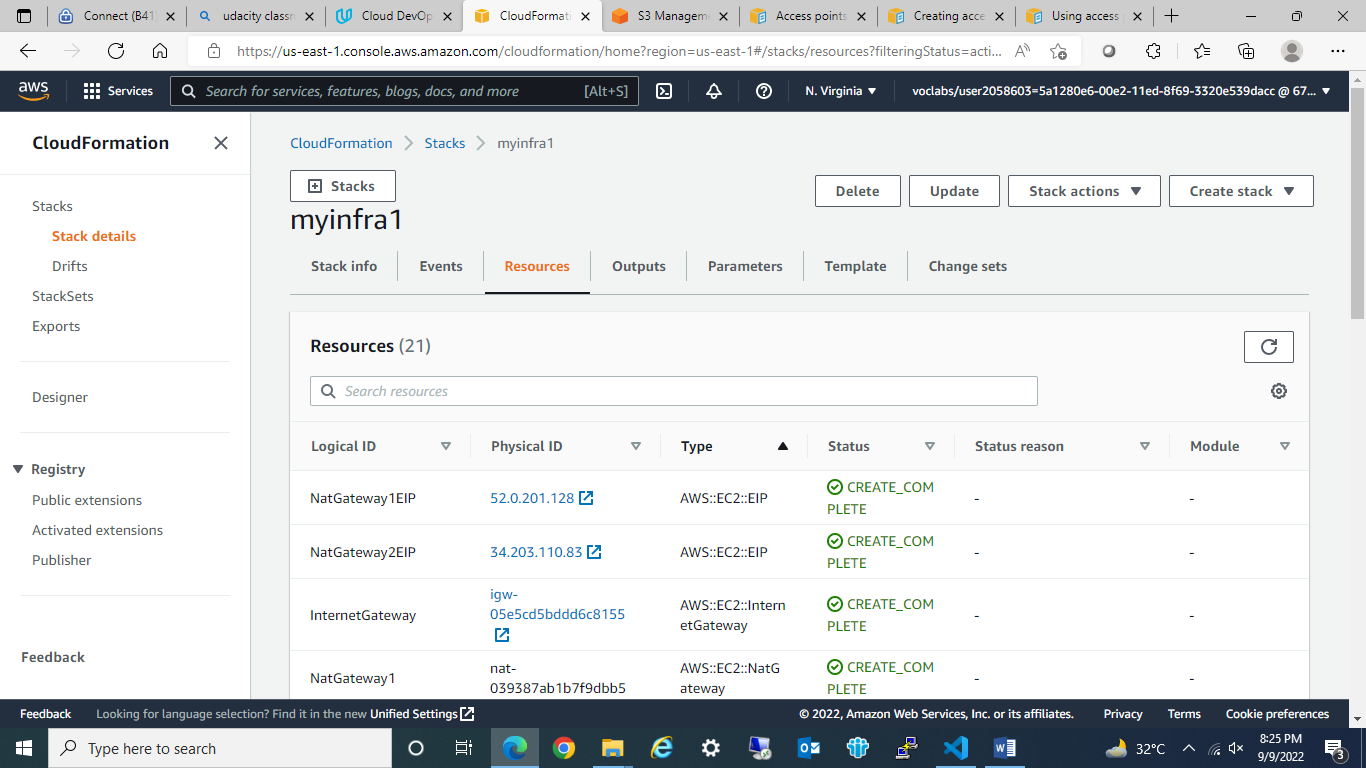 Connect (B41)
udacity classr
Cloud DevOp
CloudFormati
S3 Managem
Access points
Creating acce
Using access p
https://us-east-1.console.aws.amazon.com/cloudformation/home?region=us-east-1#/stacks/resources?filteringStatus=acti...
aws
Services
Search for services, features, blogs, docs, and more
[Alt+S]
N. Virginia
voclabs/user2058603=5a1280e6-00e2-11ed-8f69-3320e539dacc @ 67...
CloudFormation
Stacks
Stack details
Drifts
StackSets
Exports
Designer
Registry
Public extensions
Activated extensions
Publisher
Feedback
CloudFormation
Stacks
myinfra1
Stacks
myinfra1
Delete
Update
Stack actions
Create stack
Stack info
Events
Resources
Outputs
Parameters
Template
Change sets
Resources (21)
Search resources
Logical ID
Physical ID
Type
Status
Status reason
Module
NatGateway1EIP
52.0.201.128
AWS::EC2::EIP
CREATE_COM
PLETE
-
-
NatGateway2EIP
34.203.110.83
AWS::EC2::EIP
CREATE_COM
PLETE
-
-
InternetGateway
igw-
05e5cd5bddd6c8155
AWS::EC2::Intern
etGateway
CREATE_COM
PLETE
-
-
NatGateway1
nat-
039387ab1b7f9dbb5
AWS::EC2::NatG
ateway
CREATE_COM
PLETE
-
-
Feedback
Looking for language selection? Find it in the new Unified Settings
© 2022, Amazon Web Services, Inc. or its affiliates.
Privacy
Terms
Cookie preferences
Type here to search
32°C
8:25 PM
9/9/2022
3